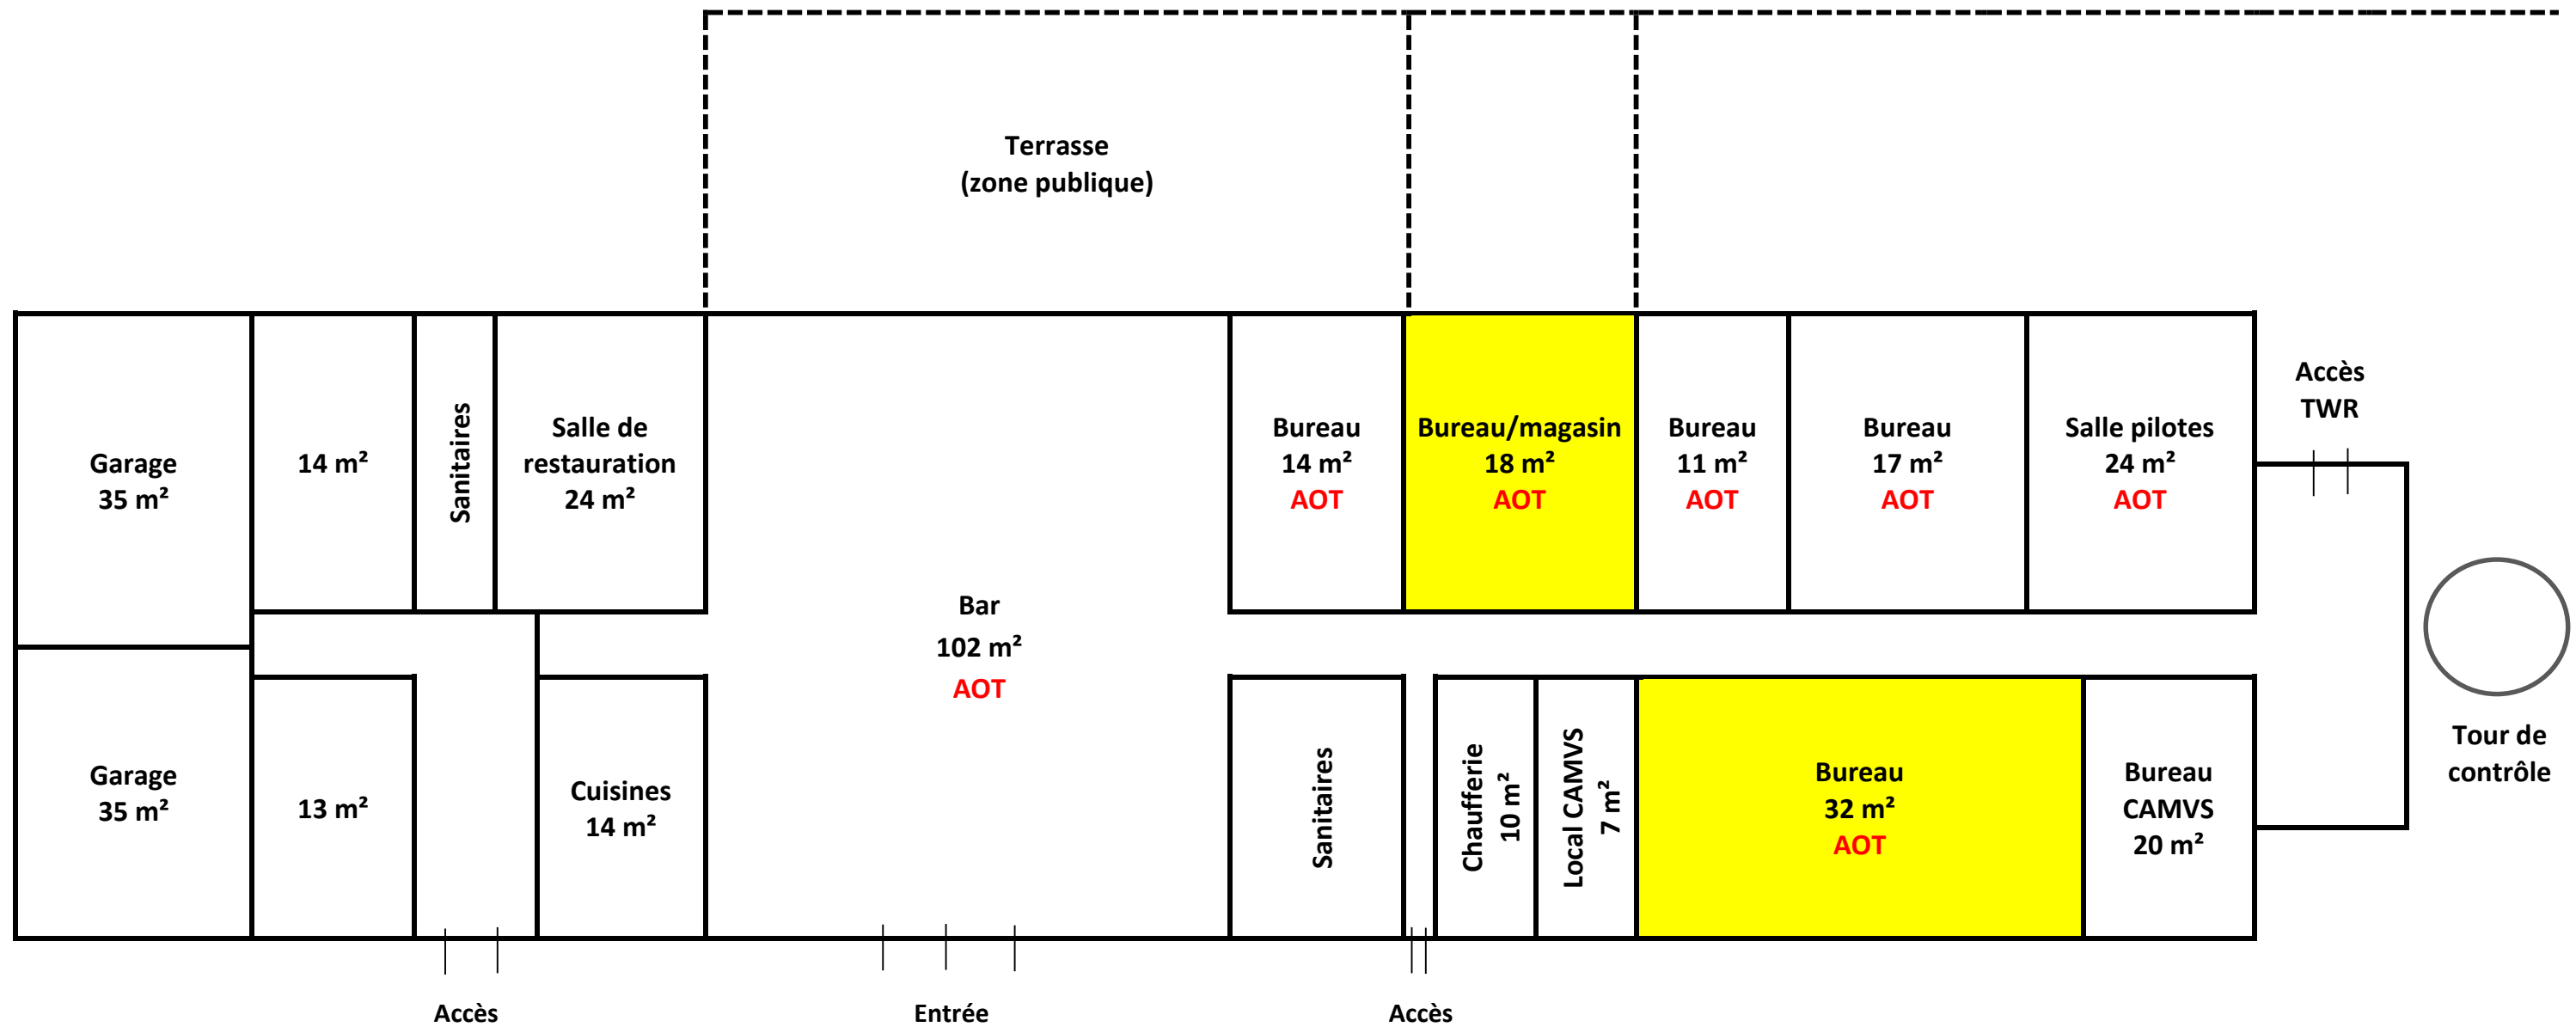 Terrasse
(zone publique)
Accès
TWR
Garage
35 m²
14 m²
Sanitaires
Salle de
restauration
24 m²
Bureau
14 m²
AOT
Bureau/magasin
18 m²
AOT
Bureau
11 m²
AOT
Bureau
17 m²
AOT
Salle pilotes
24 m²
AOT
Bar
102 m²
AOT
Garage
35 m²
13 m²
Cuisines
14 m²
Sanitaires
Chaufferie
10 m²
Local CAMVS
7 m²
Bureau
32 m²
AOT
Bureau
CAMVS
20 m²
Tour de
contrôle
Accès
Entrée
Accès